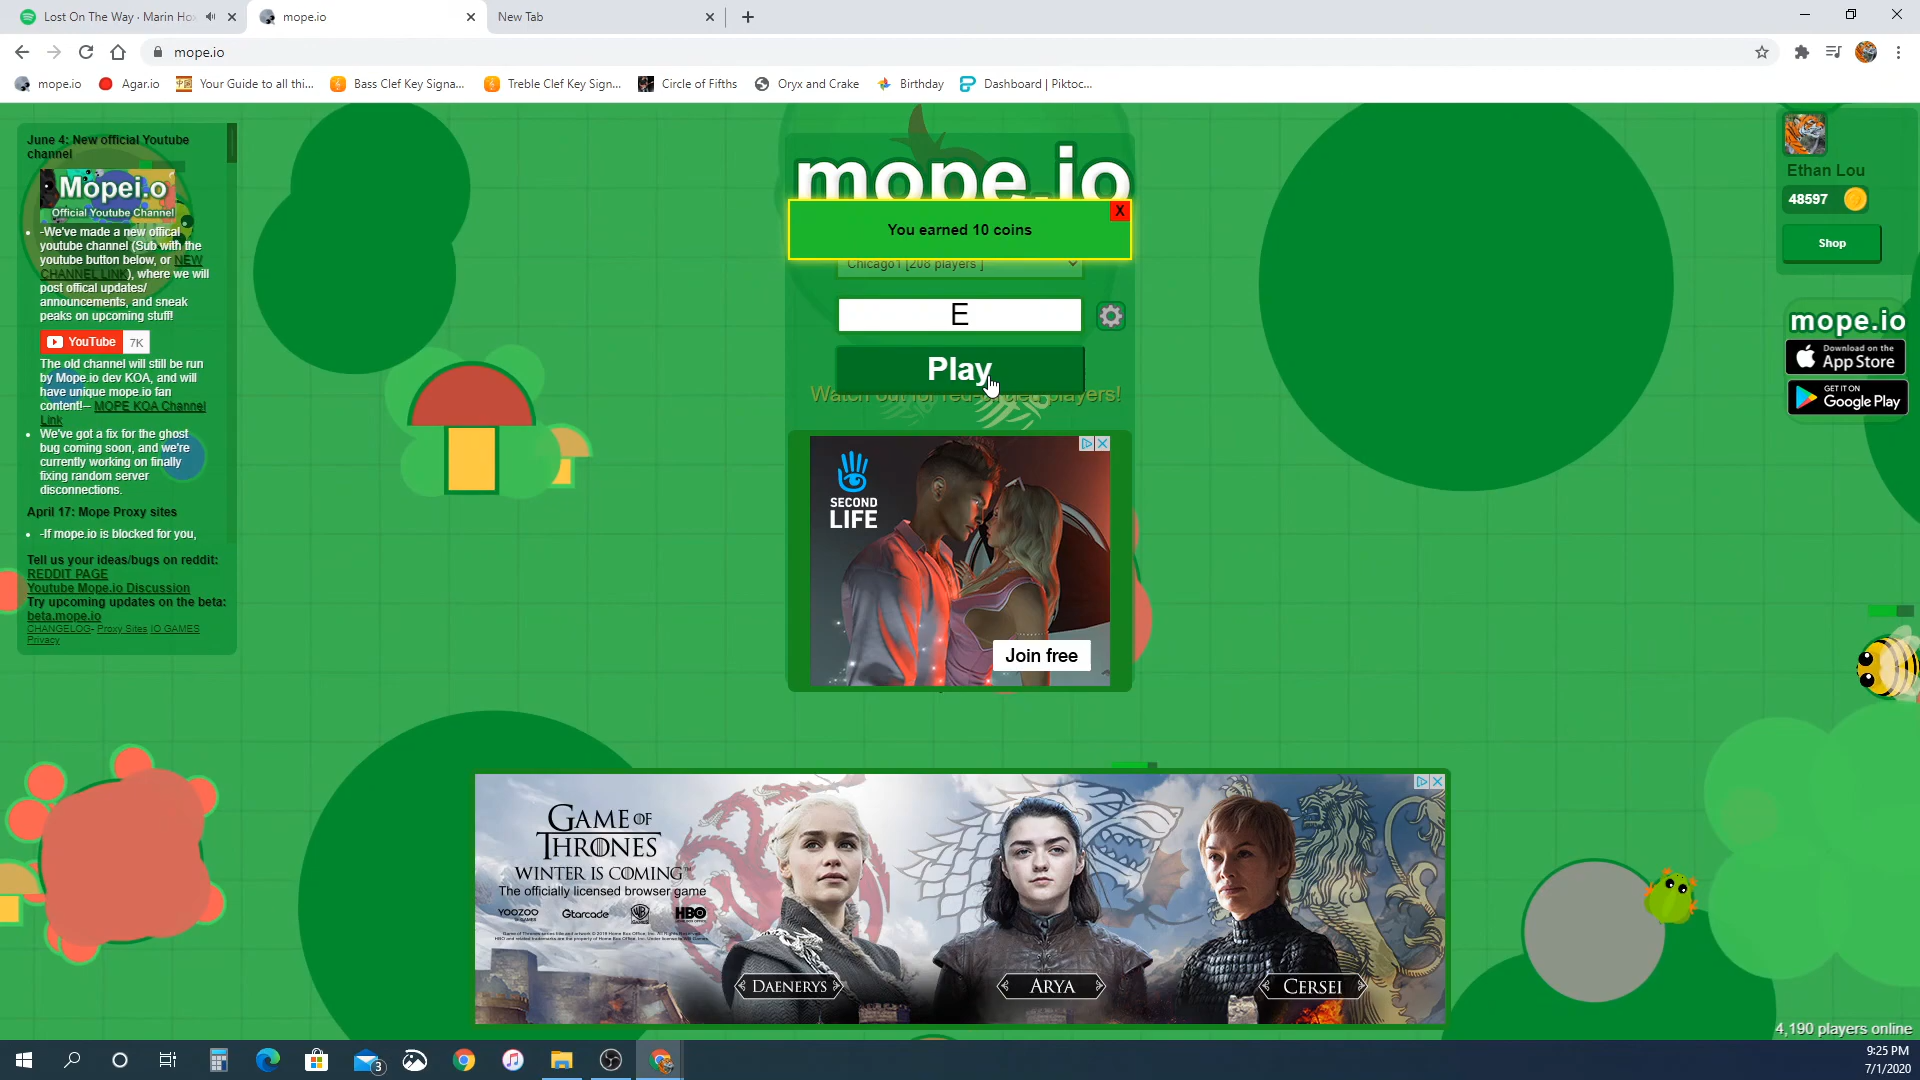 Lost On The Way · Marin Ho
mope.io
New Tab
mope.io
mope.io
Agar.io
Your Guide to all thi...
Bass Clef Key Signa...
Treble Clef Key Sign...
Circle of Fifths
Oryx and Crake
Birthday
Dashboard | Piktoc...
June 4: New official Youtube
channel
Mopei.o
Official Youtube Channel
-We've made a new offical
youtube channel (Sub with the
youtube button below, or NEW
CHANNEL LINK), where we will
post offical updates/
announcements, and sneak
peaks on upcoming stuff!
YouTube 7K
The old channel will still be run
by Mope.io dev KOA, and will
have unique mope.io fan
content!-- MOPE KOA Channel
Link
We've got a fix for the ghost
bug coming soon, and we're
currently working on finally
fixing random server
disconnections.
April 17: Mope Proxy sites
-If mope.io is blocked for you,
Tell us your ideas/bugs on reddit:
REDDIT PAGE
Youtube Mope.io Discussion
Try upcoming updates on the beta:
beta.mope.io
CHANGELOG- Proxy Sites IO GAMES
Privacy
mope.io
X
You earned 10 coins
Chicago1 [208 players ]
E
Play
Watch out for red-circled players!
SECOND
LIFE
Join free
Ethan Lou
48597
Shop
mope.io
Download on the
App Store
GET IT ON
Google Play
GAME OF
THRONES
WINTER IS COMING™
The officially licensed browser game
YOOZOO
GAMES
Gtarcade
HBO
DAENERYS
ARYA
CERSEI
4,190 players online
3
9:25 PM
7/1/2020